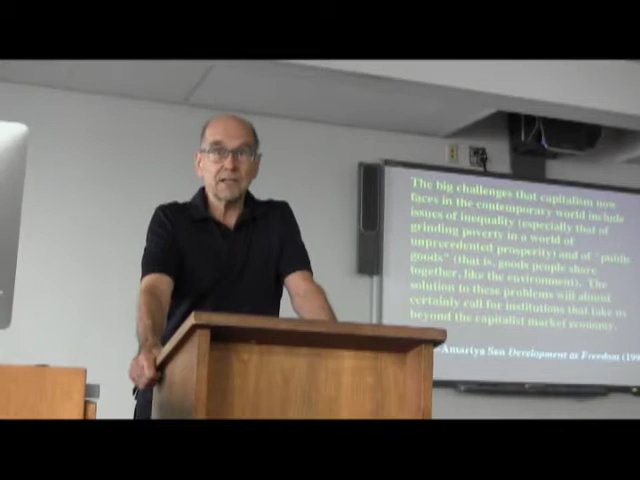 The big challenges that capitalism now
faces in the contemporary world include
issues of inequality (especially that of
grinding poverty in a world of
unprecedented prosperity) and of "public
goods" (that is, goods people share
together, like the environment). The
solution to these problems will almost
certainly call for institutions that take us
beyond the capitalist market economy.
Amartya Sen Development as Freedom